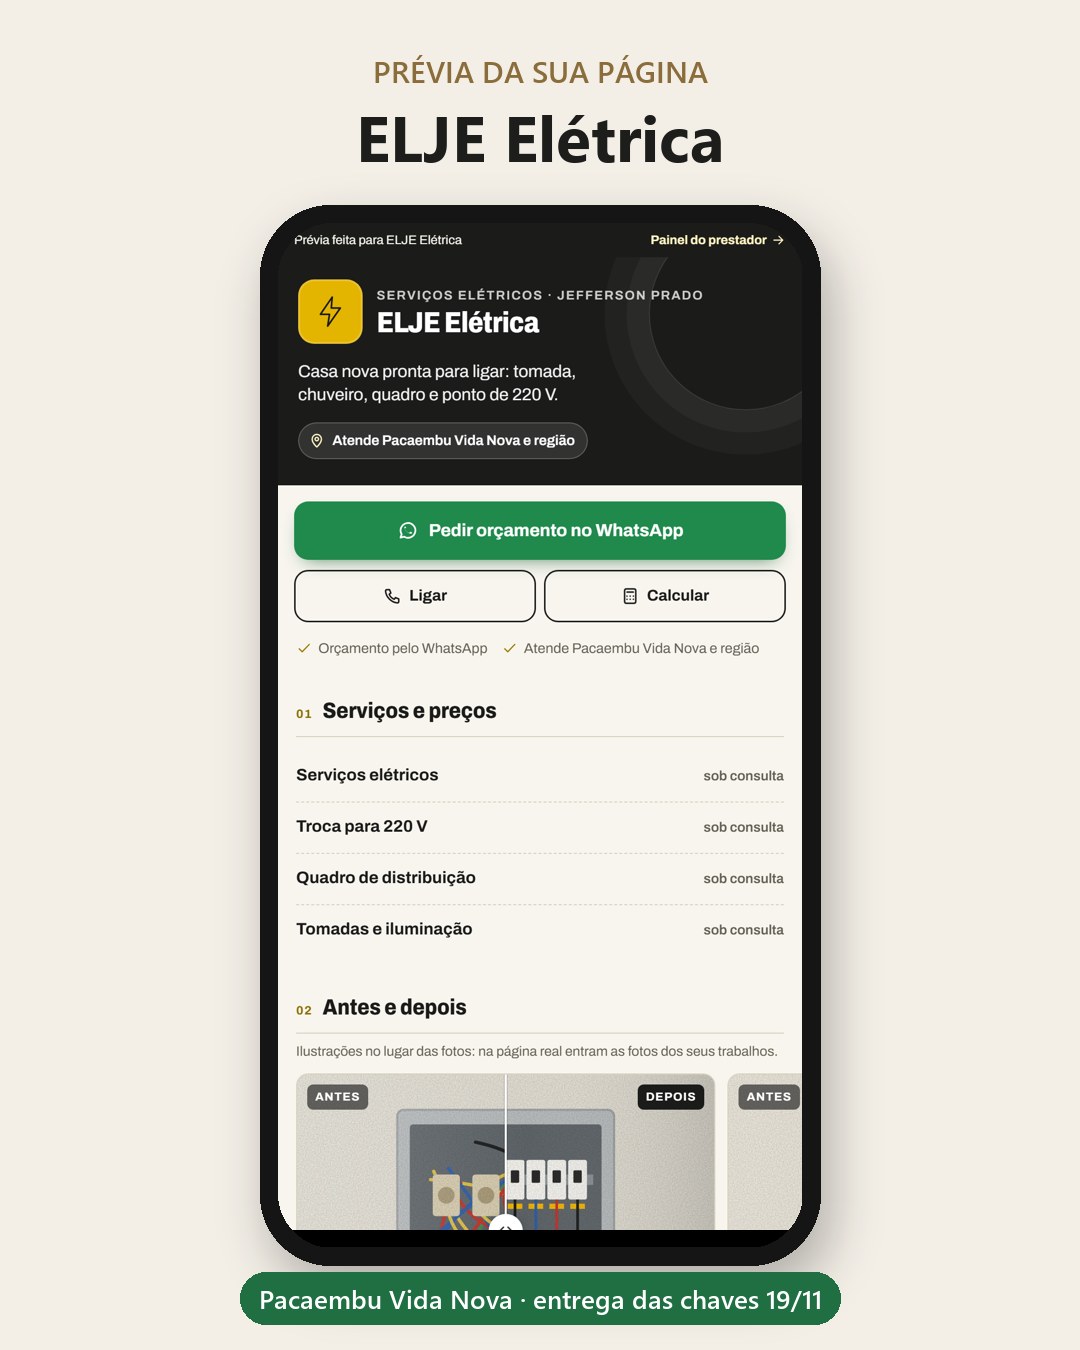 PRÉVIA DA SUA PÁGINA
ELJE Elétrica
Prévia feita para ELJE Elétrica
Painel do prestador →
SERVIÇOS ELÉTRICOS · JEFFERSON PRADO
ELJE Elétrica
Casa nova pronta para ligar: tomada,
chuveiro, quadro e ponto de 220 V.
Atende Pacaembu Vida Nova e região
Pedir orçamento no WhatsApp
Ligar
Calcular
Orçamento pelo WhatsApp
Atende Pacaembu Vida Nova e região
01 Serviços e preços
Serviços elétricos sob consulta
Troca para 220 V sob consulta
Quadro de distribuição sob consulta
Tomadas e iluminação sob consulta
02 Antes e depois
Ilustrações no lugar das fotos: na página real entram as fotos dos seus trabalhos.
ANTES
DEPOIS
ANTES
Pacaembu Vida Nova · entrega das chaves 19/11